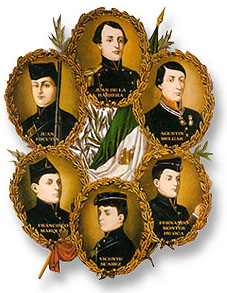 JUAN DE LA
BARRERA
JUAN
ESCUTIA
AGUSTIN
MELGAR
FRANCISCO
MARQUEZ
VICENTE
SUAREZ
FERNANDO
MONTES
DE OCA